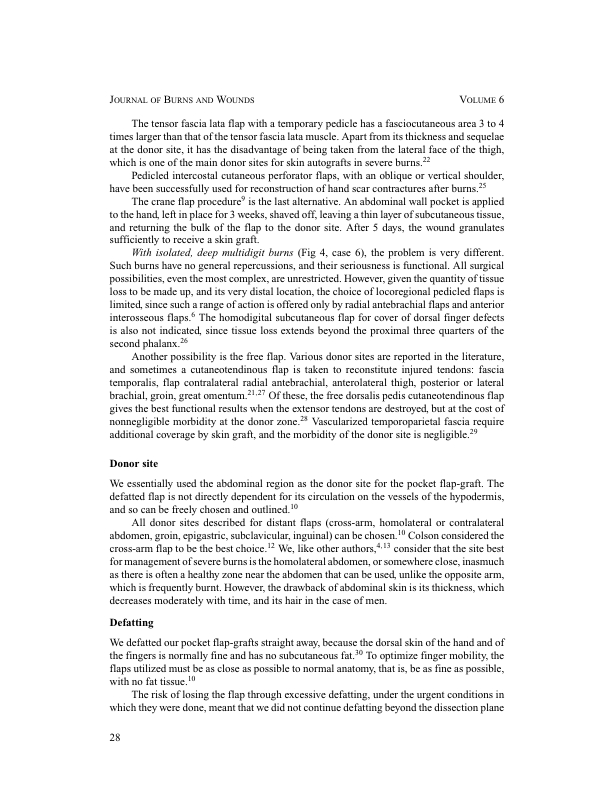 JOURNAL OF BURNS AND WOUNDS VOLUME 6
The tensor fascia lata flap with a temporary pedicle has a fasciocutaneous area 3 to 4
times larger than that of the tensor fascia lata muscle. Apart from its thickness and sequelae
at the donor site, it has the disadvantage of being taken from the lateral face of the thigh,
which is one of the main donor sites for skin autografts in severe burns.22
Pedicled intercostal cutaneous perforator flaps, with an oblique or vertical shoulder,
have been successfully used for reconstruction of hand scar contractures after burns.25
The crane flap procedure9 is the last alternative. An abdominal wall pocket is applied
to the hand, left in place for 3 weeks, shaved off, leaving a thin layer of subcutaneous tissue,
and returning the bulk of the flap to the donor site. After 5 days, the wound granulates
sufficiently to receive a skin graft.
With isolated, deep multidigit burns (Fig 4, case 6), the problem is very different.
Such burns have no general repercussions, and their seriousness is functional. All surgical
possibilities, even the most complex, are unrestricted. However, given the quantity of tissue
loss to be made up, and its very distal location, the choice of locoregional pedicled flaps is
limited, since such a range of action is offered only by radial antebrachial flaps and anterior
interosseous flaps.6 The homodigital subcutaneous flap for cover of dorsal finger defects
is also not indicated, since tissue loss extends beyond the proximal three quarters of the
second phalanx.26
Another possibility is the free flap. Various donor sites are reported in the literature,
and sometimes a cutaneotendinous flap is taken to reconstitute injured tendons: fascia
temporalis, flap contralateral radial antebrachial, anterolateral thigh, posterior or lateral
brachial, groin, great omentum.21,27 Of these, the free dorsalis pedis cutaneotendinous flap
gives the best functional results when the extensor tendons are destroyed, but at the cost of
nonnegligible morbidity at the donor zone.28 Vascularized temporoparietal fascia require
additional coverage by skin graft, and the morbidity of the donor site is negligible.29
Donor site
We essentially used the abdominal region as the donor site for the pocket flap-graft. The
defatted flap is not directly dependent for its circulation on the vessels of the hypodermis,
and so can be freely chosen and outlined.10
All donor sites described for distant flaps (cross-arm, homolateral or contralateral
abdomen, groin, epigastric, subclavicular, inguinal) can be chosen.10 Colson considered the
cross-arm flap to be the best choice.12 We, like other authors,4,13 consider that the site best
for management of severe burns is the homolateral abdomen, or somewhere close, inasmuch
as there is often a healthy zone near the abdomen that can be used, unlike the opposite arm,
which is frequently burnt. However, the drawback of abdominal skin is its thickness, which
decreases moderately with time, and its hair in the case of men.
Defatting
We defatted our pocket flap-grafts straight away, because the dorsal skin of the hand and of
the fingers is normally fine and has no subcutaneous fat.30 To optimize finger mobility, the
flaps utilized must be as close as possible to normal anatomy, that is, be as fine as possible,
with no fat tissue.10
The risk of losing the flap through excessive defatting, under the urgent conditions in
which they were done, meant that we did not continue defatting beyond the dissection plane
28